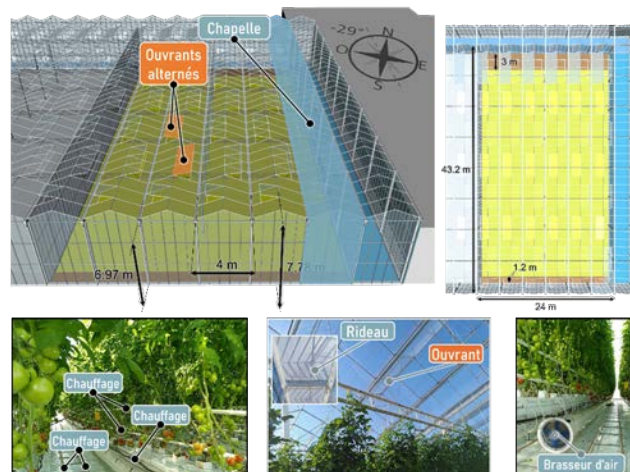 Chapelle
Ouvrants
alternés
-29°
N
O
E
S
6.97 m
4 m
7.78 m
3 m
43.2 m
1.2 m
24 m
Chauffage
Chauffage
Chauffage
Rideau
Ouvrant
Brasseur d'air